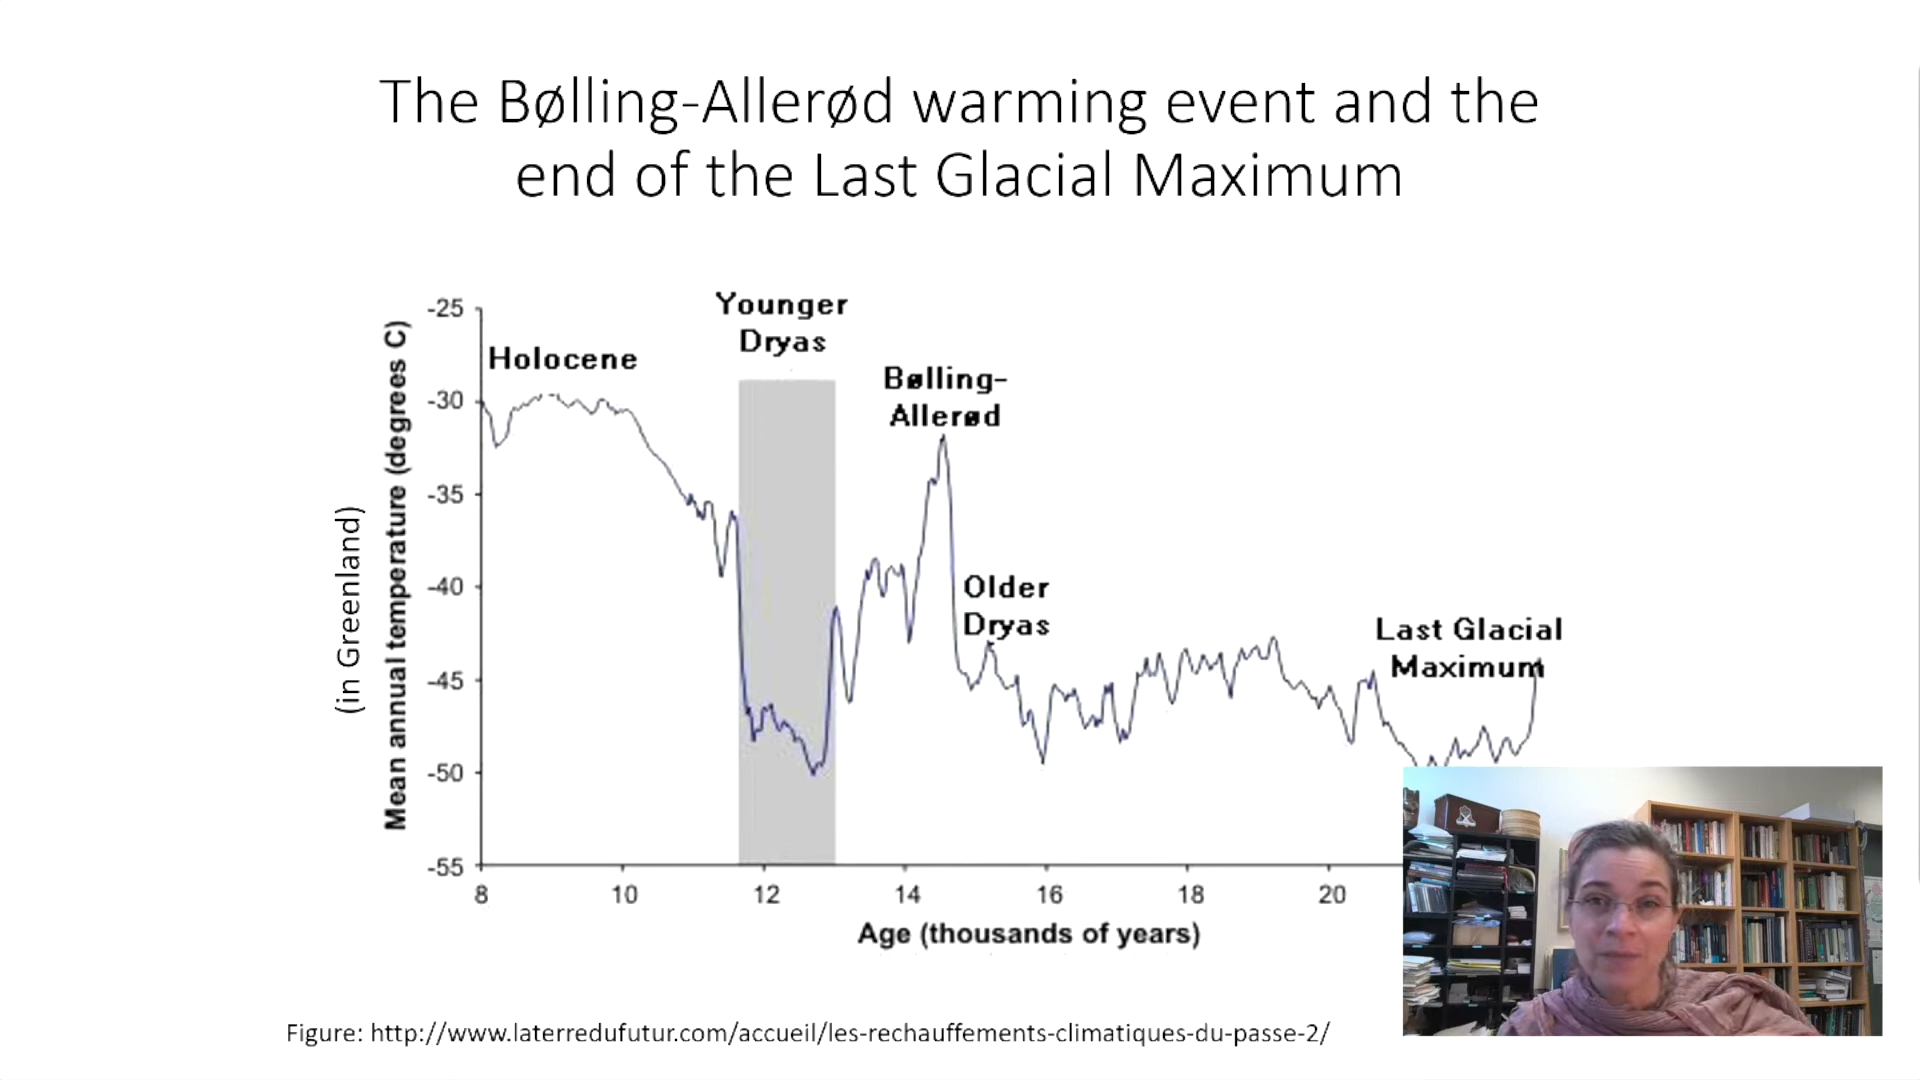 The Bølling-Allerød warming event and the
end of the Last Glacial Maximum
Younger
Dryas
Holocene
Bølling-
Allerød
Older
Dryas
Last Glacial
Maximum
(in Greenland)
Mean annual temperature (degrees C)
-25
-30
-35
-40
-45
-50
-55
8
10
12
14
16
18
20
Age (thousands of years)
Figure: http://www.laterredufutur.com/accueil/les-rechauffements-climatiques-du-passe-2/